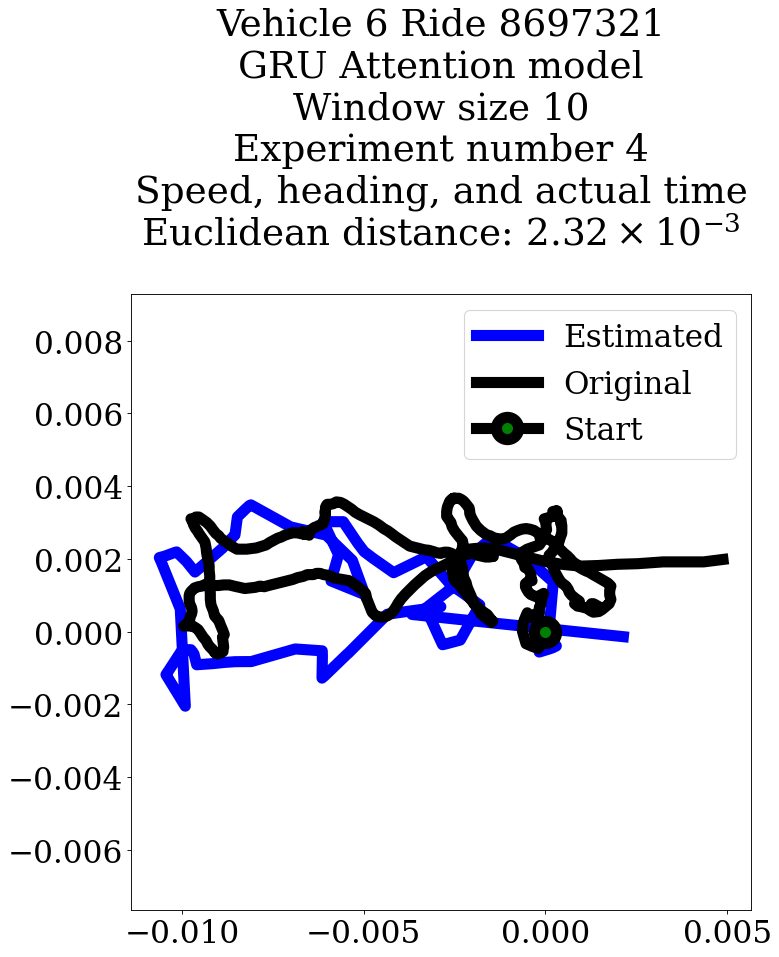 Vehicle 6 Ride 8697321
GRU Attention model
Window size 10
Experiment number 4
Speed, heading, and actual time
Euclidean distance: 2.32 × 10⁻³
Estimated
Original
Start
0.008
0.006
0.004
0.002
0.000
−0.002
−0.004
−0.006
−0.010
−0.005
0.000
0.005